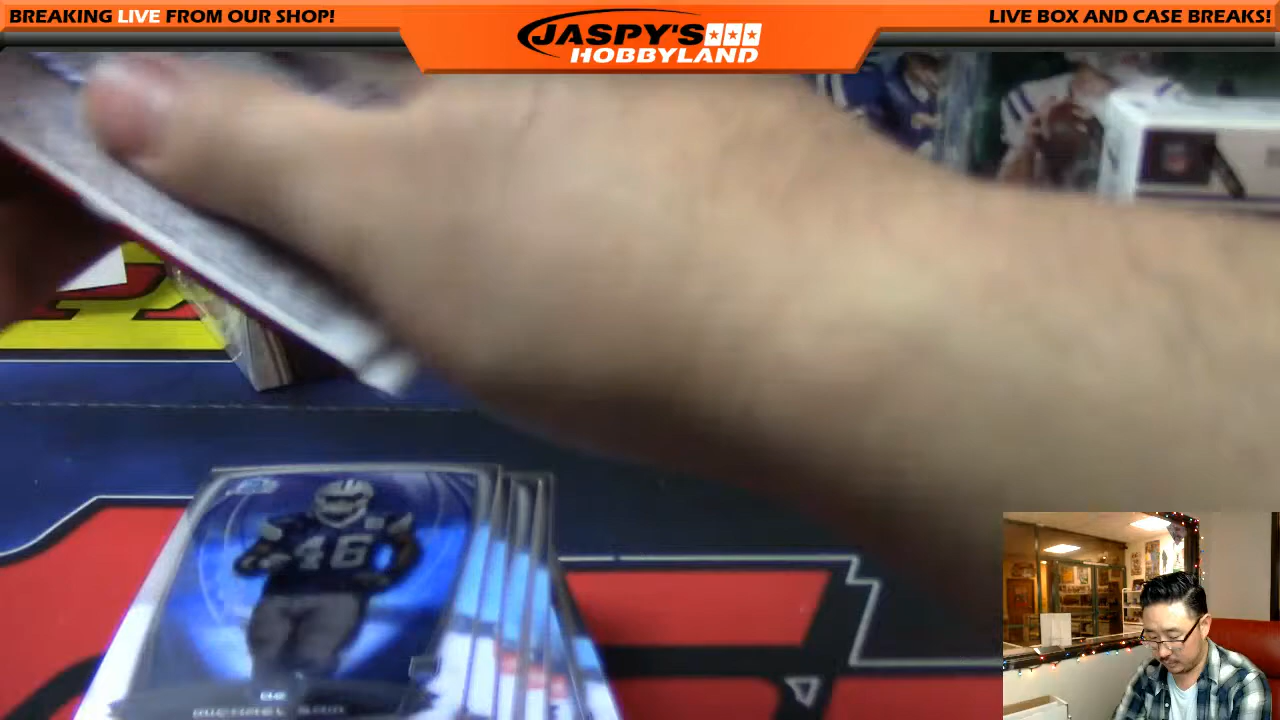 BREAKING LIVE FROM OUR SHOP!
JASPY'S
HOBBYLAND
LIVE BOX AND CASE BREAKS!
46